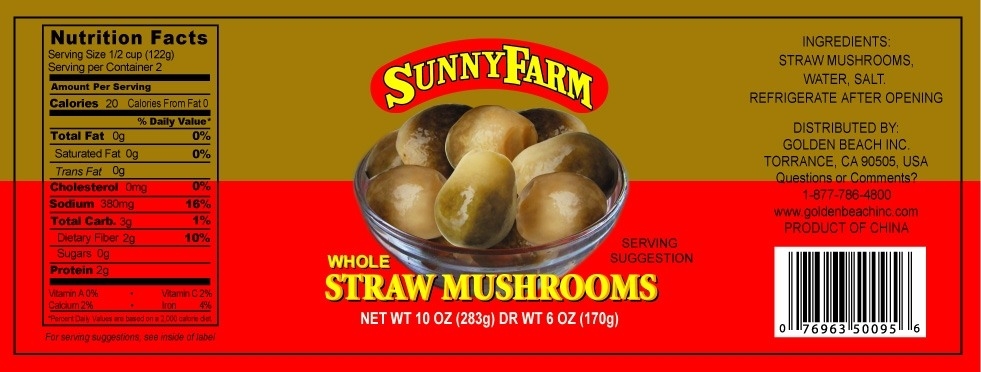 Nutrition Facts
Serving Size 1/2 cup (122g)
Serving per Container 2
Amount Per Serving
Calories 20 Calories From Fat 0
% Daily Value*
Total Fat 0g 0%
Saturated Fat 0g 0%
Trans Fat 0g
Cholesterol 0mg 0%
Sodium 380mg 16%
Total Carb. 3g 1%
Dietary Fiber 2g 10%
Sugars 0g
Protein 2g
Vitamin A 0% • Vitamin C 2%
Calcium 2% • Iron 4%
*Percent Daily Values are based on a 2,000 calorie diet
For serving suggestions, see inside of label
SUNNYFARM
SERVING
SUGGESTION
WHOLE
STRAW MUSHROOMS
NET WT 10 OZ (283g) DR WT 6 OZ (170g)
INGREDIENTS:
STRAW MUSHROOMS,
WATER, SALT.
REFRIGERATE AFTER OPENING
DISTRIBUTED BY:
GOLDEN BEACH INC.
TORRANCE, CA 90505, USA
Questions or Comments?
1-877-786-4800
www.goldenbeachinc.com
PRODUCT OF CHINA
0 76963 50095 6